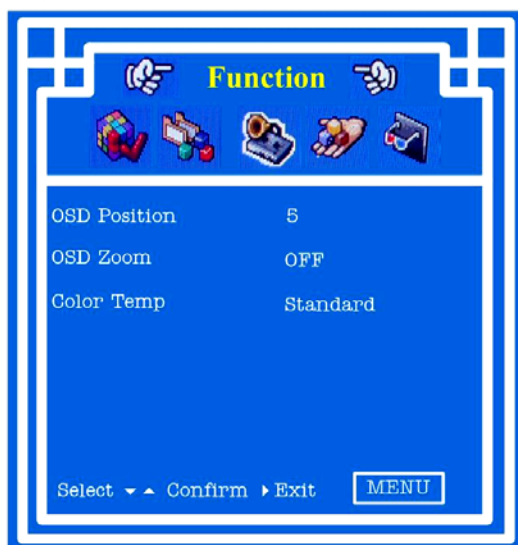 Function
OSD Position 5
OSD Zoom OFF
Color Temp Standard
Select ▾ ▴ Confirm ▸ Exit MENU